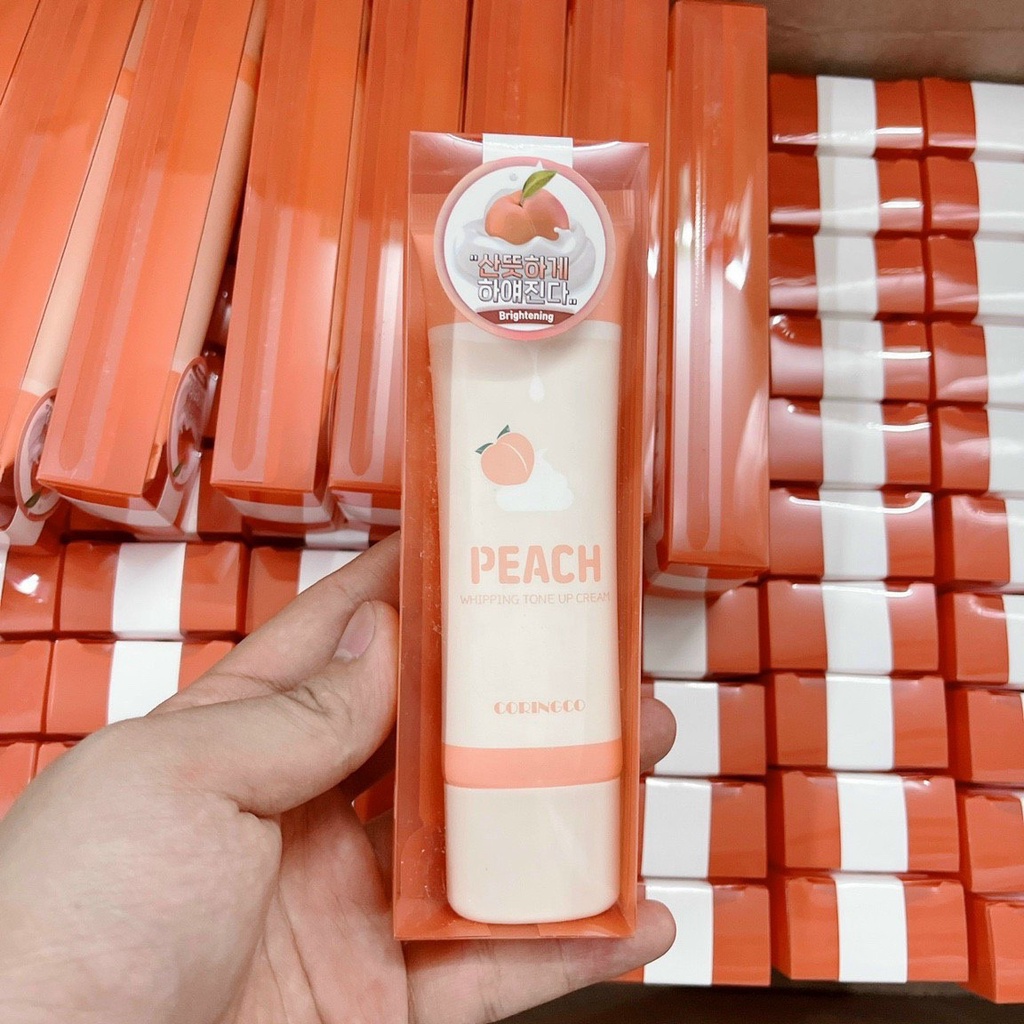 "산뜻하게
하얘진다„
Brightening
PEACH
WHIPPING TONE UP CREAM
CORINGCO